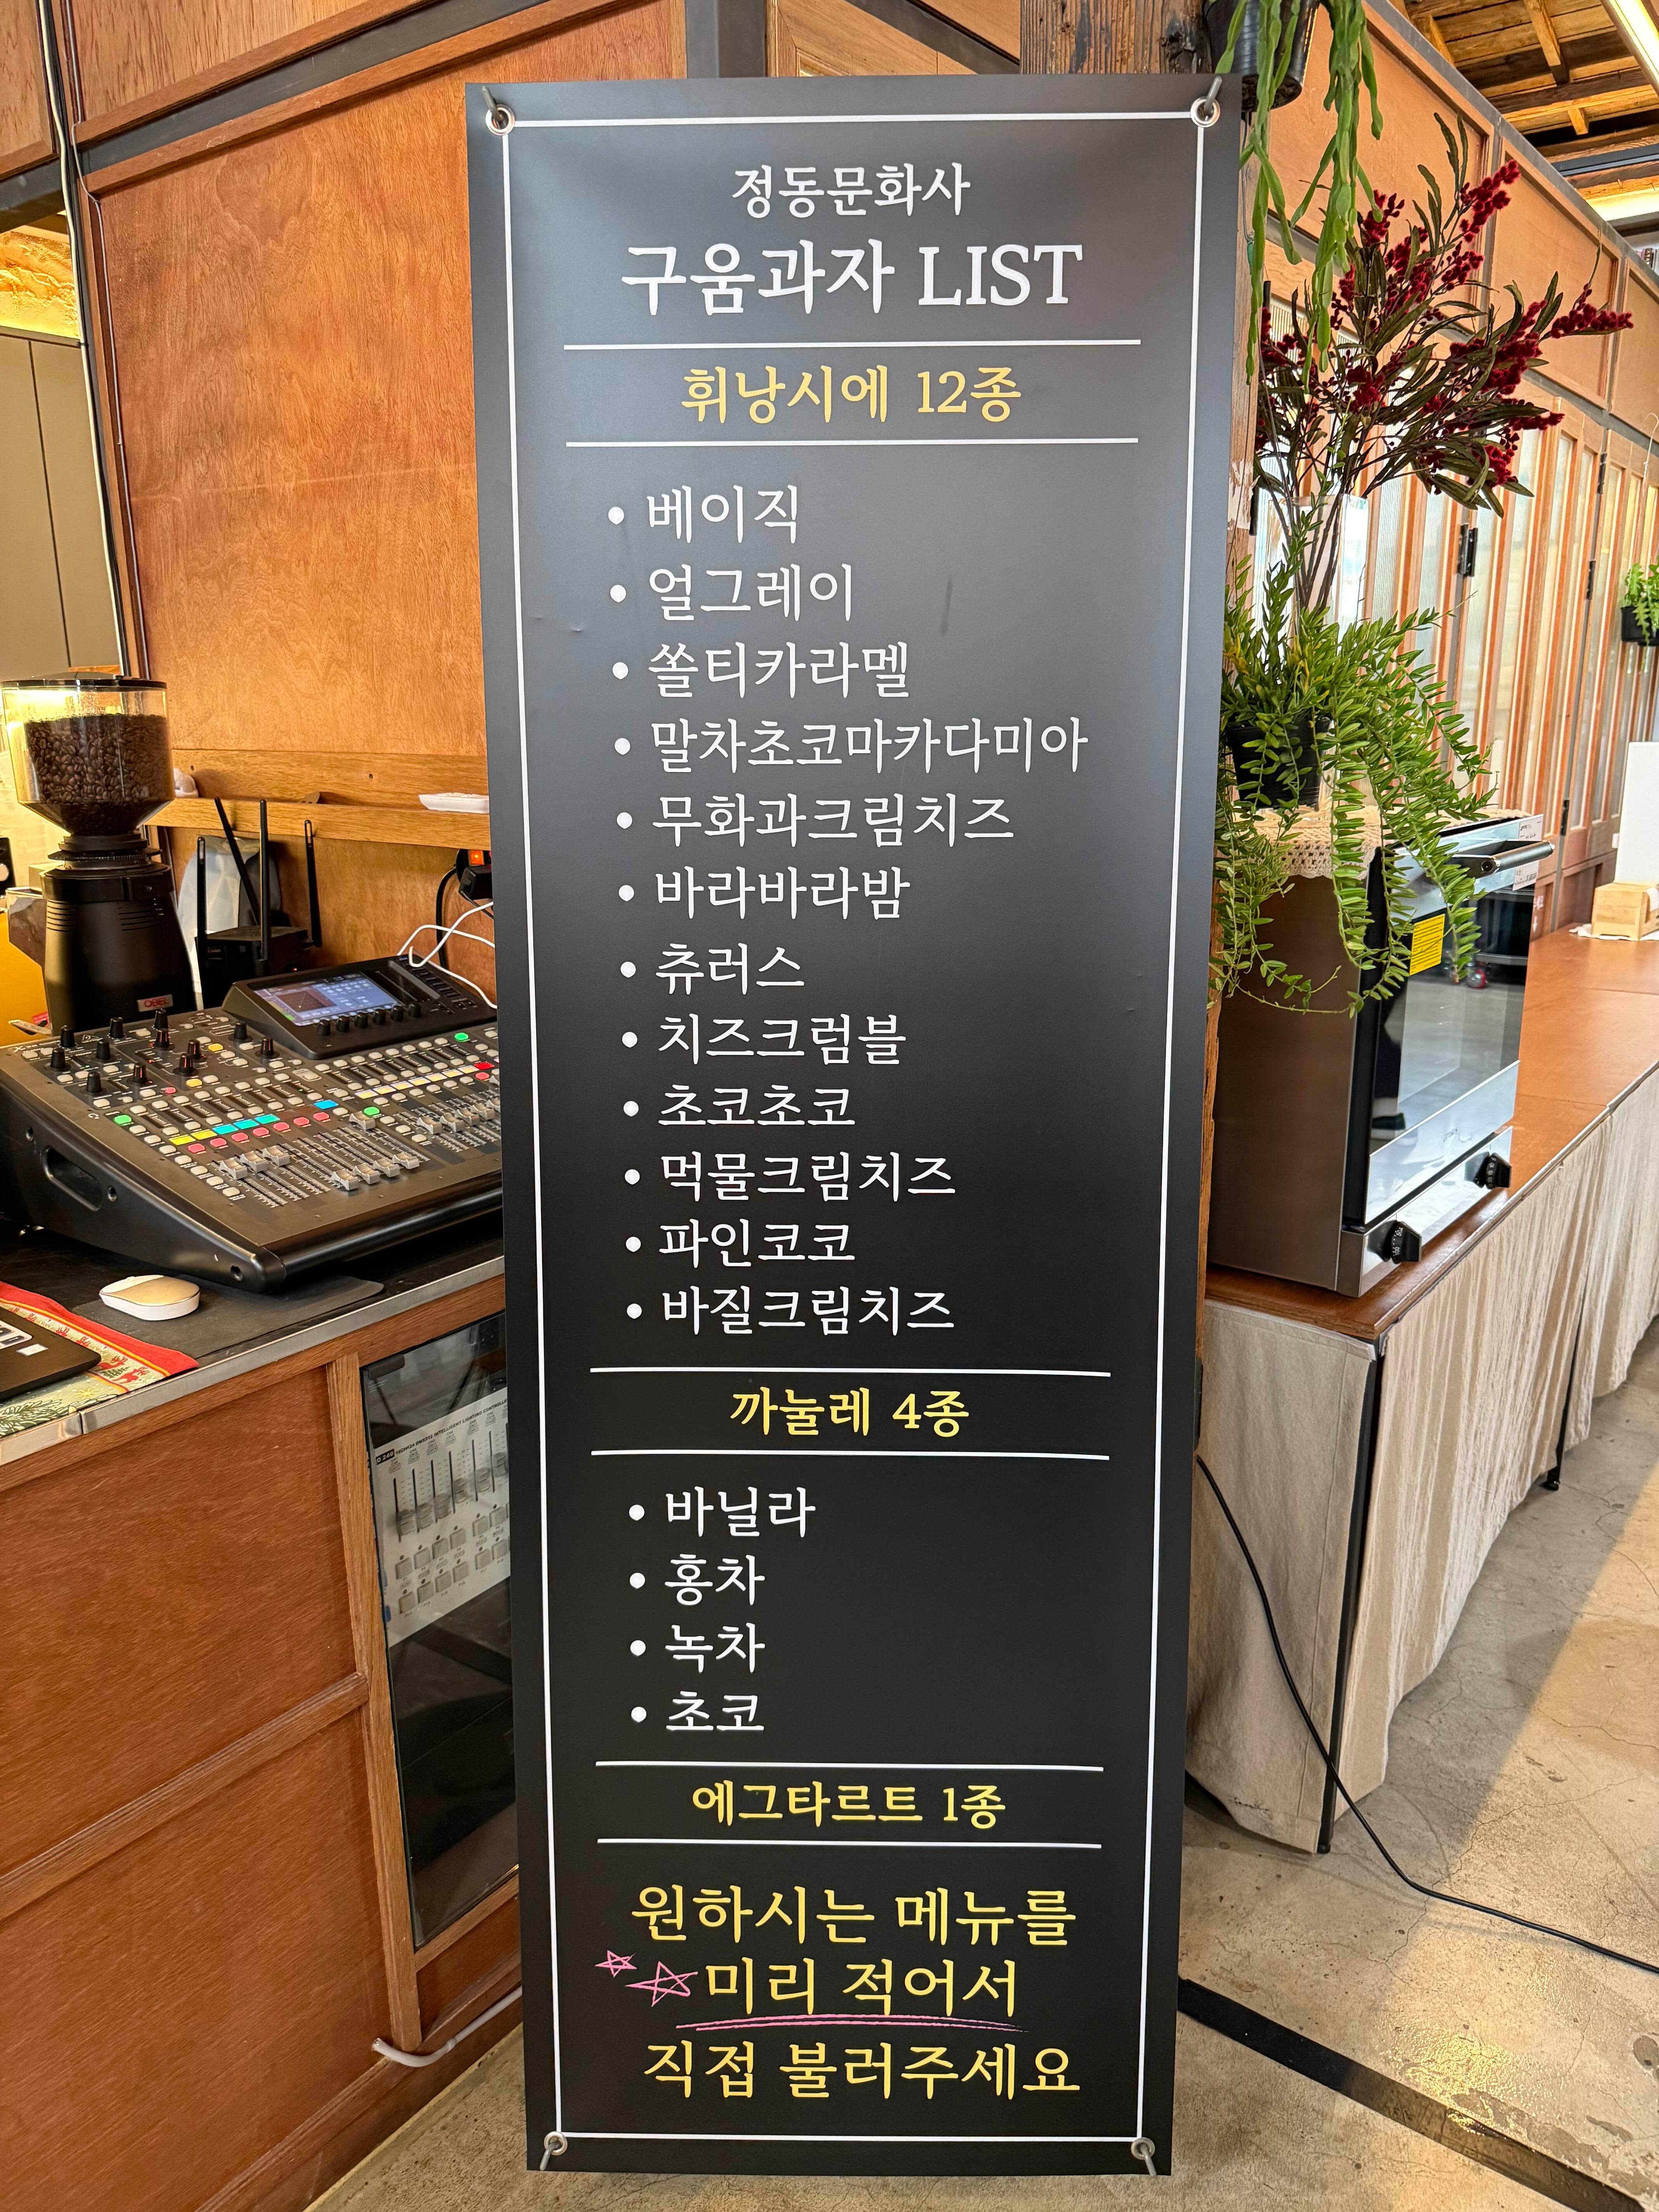 정동문화사
구움과자 LIST
휘낭시에 12종
• 베이직
• 얼그레이
• 쏠티카라멜
• 말차초코마카다미아
• 무화과크림치즈
• 바라바라밤
• 츄러스
• 치즈크럼블
• 초코초코
• 먹물크림치즈
• 파인코코
• 바질크림치즈
까눌레 4종
• 바닐라
• 홍차
• 녹차
• 초코
에그타르트 1종
원하시는 메뉴를
미리 적어서
직접 불러주세요